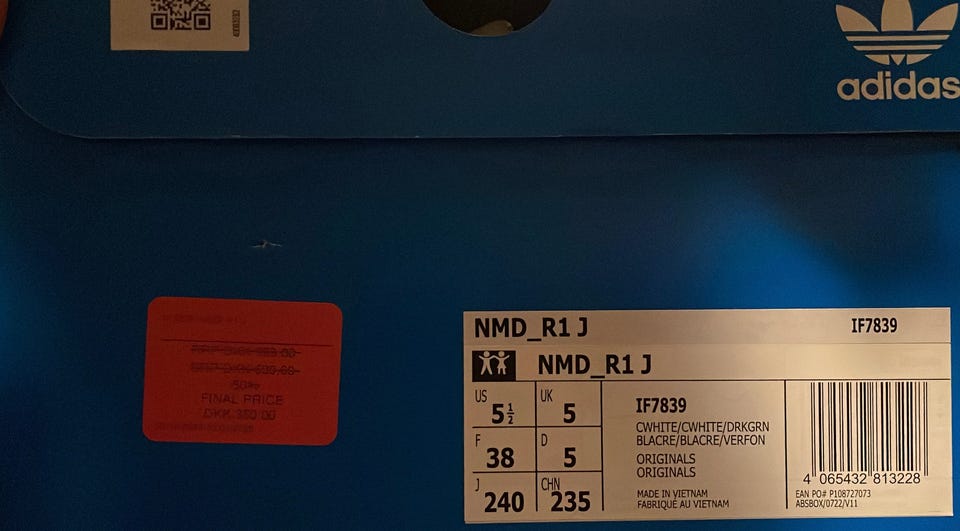 adidas
FINAL PRICE
DKK 350.00
NMD_R1 J IF7839
NMD_R1 J
US 5½ UK 5
F 38 D 5
J 240 CHN 235
IF7839
CWHITE/CWHITE/DRKGRN
BLACRE/BLACRE/VERFON
ORIGINALS
ORIGINALS
MADE IN VIETNAM
FABRIQUÉ AU VIETNAM
4 065432 813228
EAN PO# P108727073
ABSBOX/0722/V11